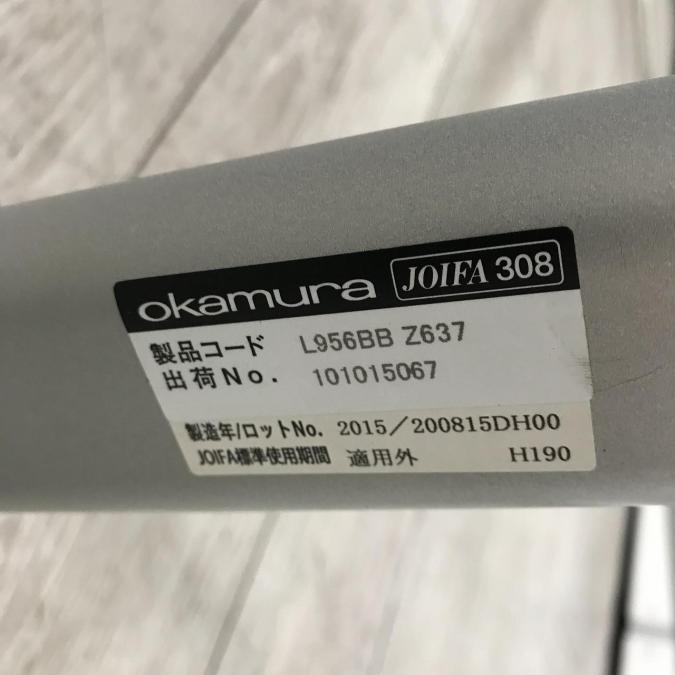 okamura JOIFA 308
製品コード L956BB Z637
出荷No. 101015067
製造年/ロットNo. 2015/200815DH00
JOIFA標準使用期間 適用外 H190